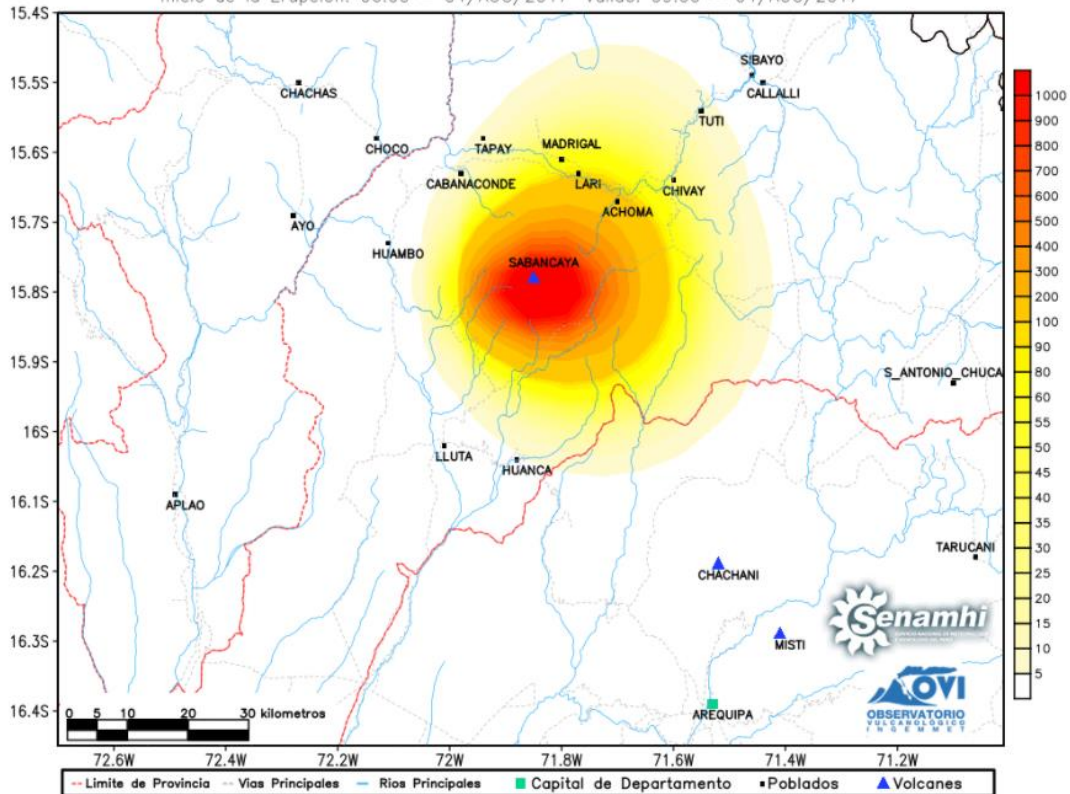 15.4S
15.5S
15.6S
15.7S
15.8S
15.9S
16S
16.1S
16.2S
16.3S
16.4S
SIBAYO
CHACHAS
CALLALLI
TUTI
CHOCO
TAPAY
MADRIGAL
CABANACONDE
LARI
CHIVAY
ACHOMA
AYO
HUAMBO
SABANCAYA
S_ANTONIO_CHUCA
LLUTA
HUANCA
APLAO
TARUCANI
CHACHANI
MISTI
AREQUIPA
Senamhi
OVI
OBSERVATORIO
VULCANOLÓGICO
INGEMMET
0 5 10 20 30 kilometros
72.6W 72.4W 72.2W 72W 71.8W 71.6W 71.4W 71.2W
1000
900
800
700
600
500
400
300
200
100
90
80
60
55
50
45
40
35
30
25
20
15
10
5
Limite de Provincia Vias Principales Rios Principales Capital de Departamento Poblados Volcanes